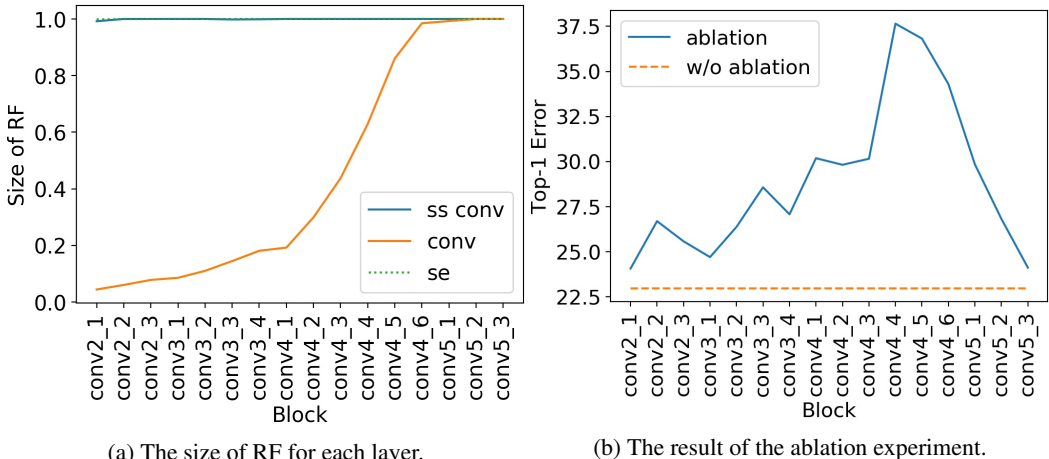 1.0
0.8
0.6
0.4
0.2
0.0
Size of RF
ss conv
conv
se
conv2_1
conv2_2
conv2_3
conv3_1
conv3_2
conv3_3
conv3_4
conv4_1
conv4_2
conv4_3
conv4_4
conv4_5
conv4_6
conv5_1
conv5_2
conv5_3
Block
(a) The size of RF for each layer.
37.5
35.0
32.5
30.0
27.5
25.0
22.5
Top-1 Error
ablation
w/o ablation
conv2_1
conv2_2
conv2_3
conv3_1
conv3_2
conv3_3
conv3_4
conv4_1
conv4_2
conv4_3
conv4_4
conv4_5
conv4_6
conv5_1
conv5_2
conv5_3
Block
(b) The result of the ablation experiment.